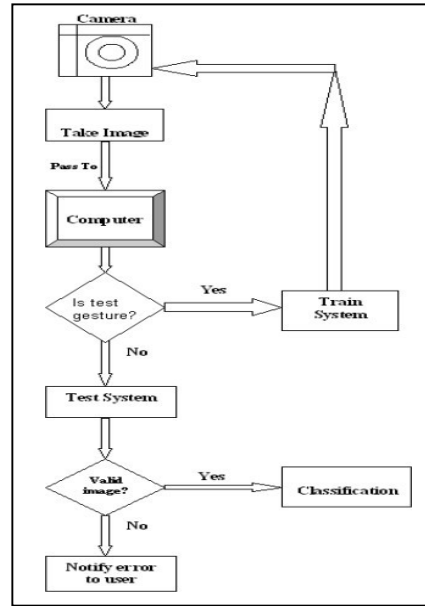 Camera
Take Image
Pass To
Computer
Is test
gesture?
Yes
Train
System
No
Test System
Valid
image?
Yes
Classification
No
Notify error
to user